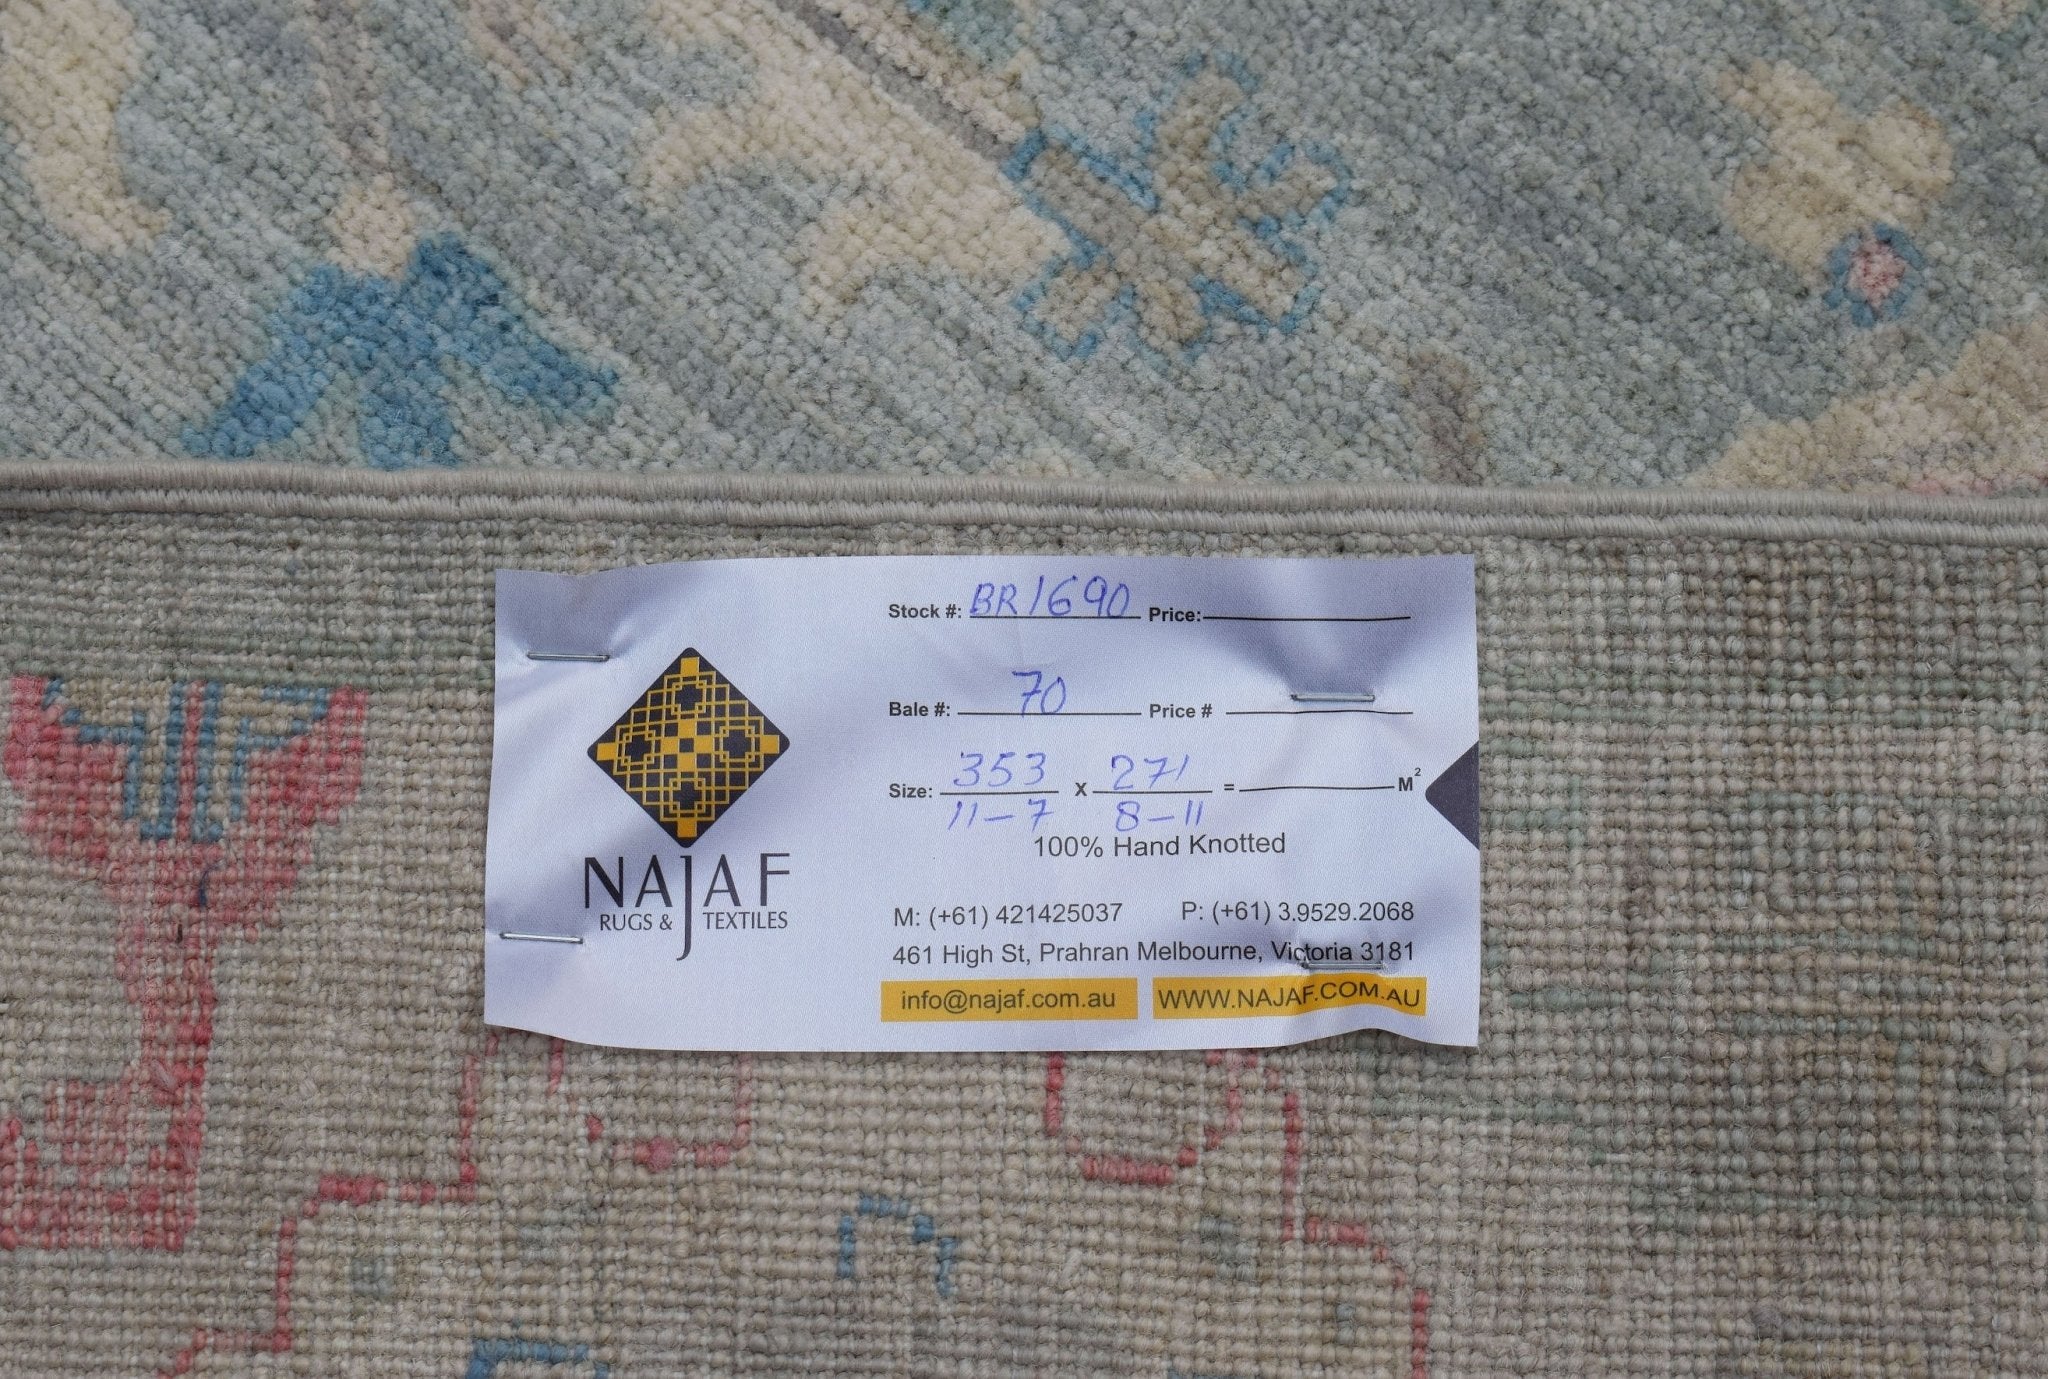 NAJAF
RUGS & TEXTILES
Stock #: BR1690 Price:
Bale #: 70 Price #
Size: 353 x 271 = M²
11-7 8-11
100% Hand Knotted
M: (+61) 421425037 P: (+61) 3.9529.2068
461 High St, Prahran Melbourne, Victoria 3181
info@najaf.com.au WWW.NAJAF.COM.AU